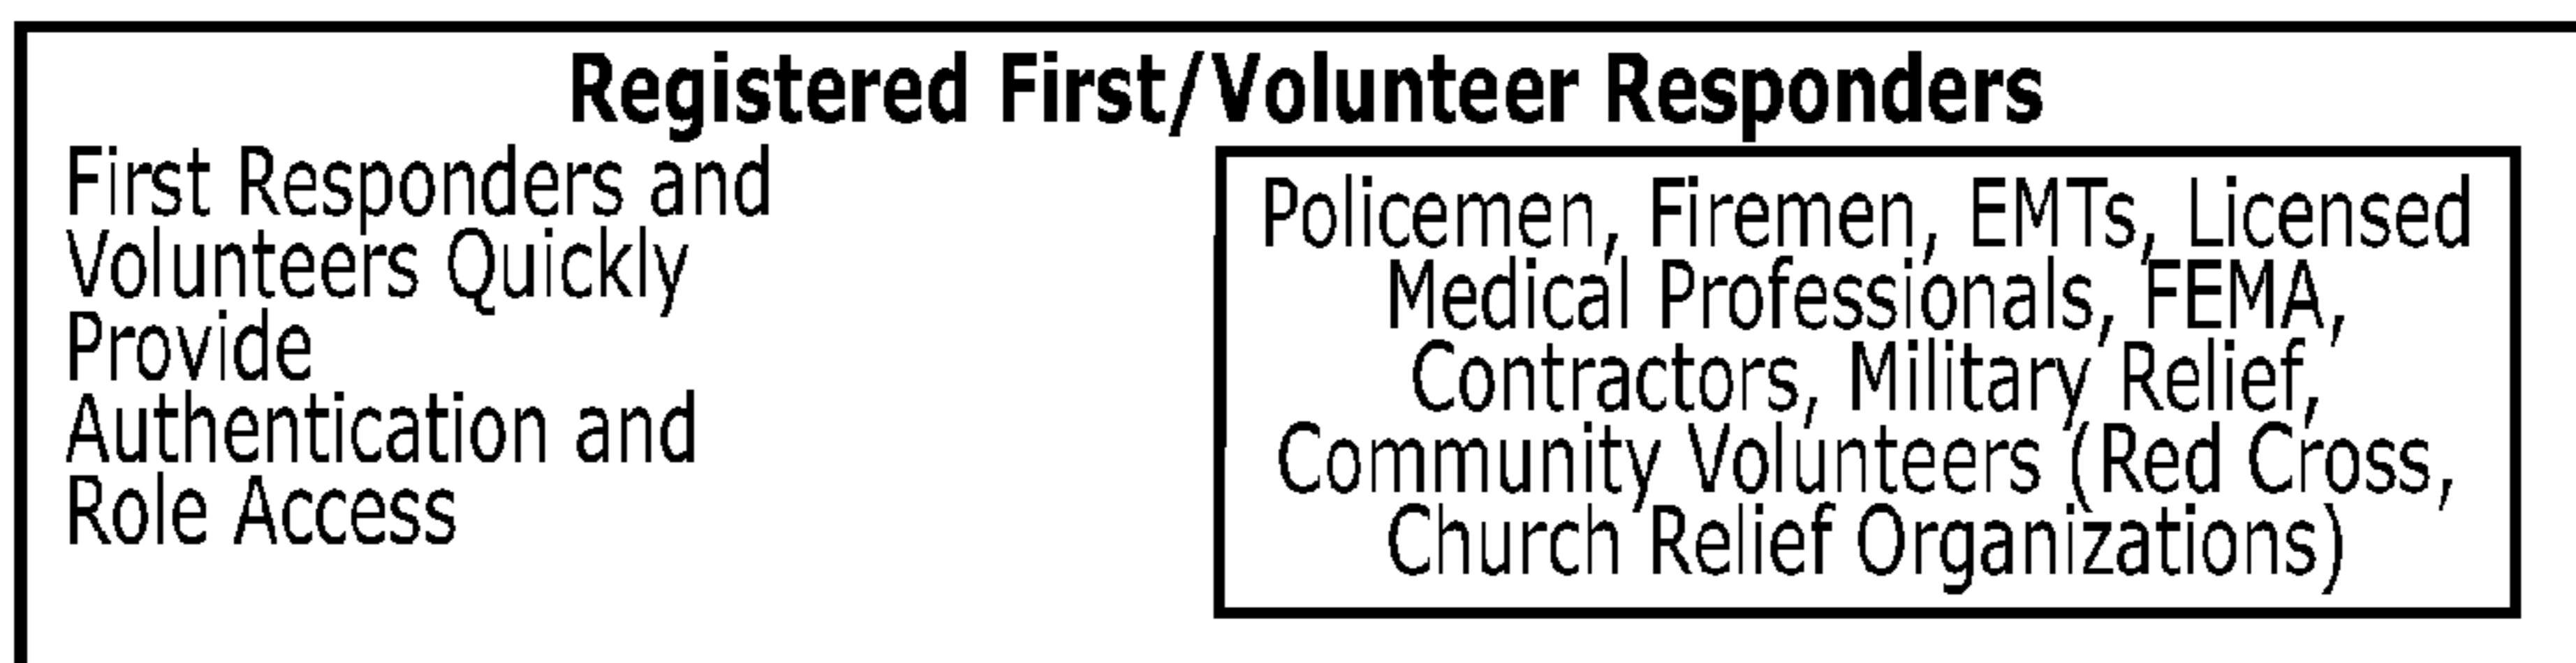 Registered First/Volunteer Responders
First Responders and
Volunteers Quickly
Provide
Authentication and
Role Access
Policemen, Firemen, EMTs, Licensed
Medical Professionals, FEMA,
Contractors, Military Relief,
Community Volunteers (Red Cross,
Church Relief Organizations)